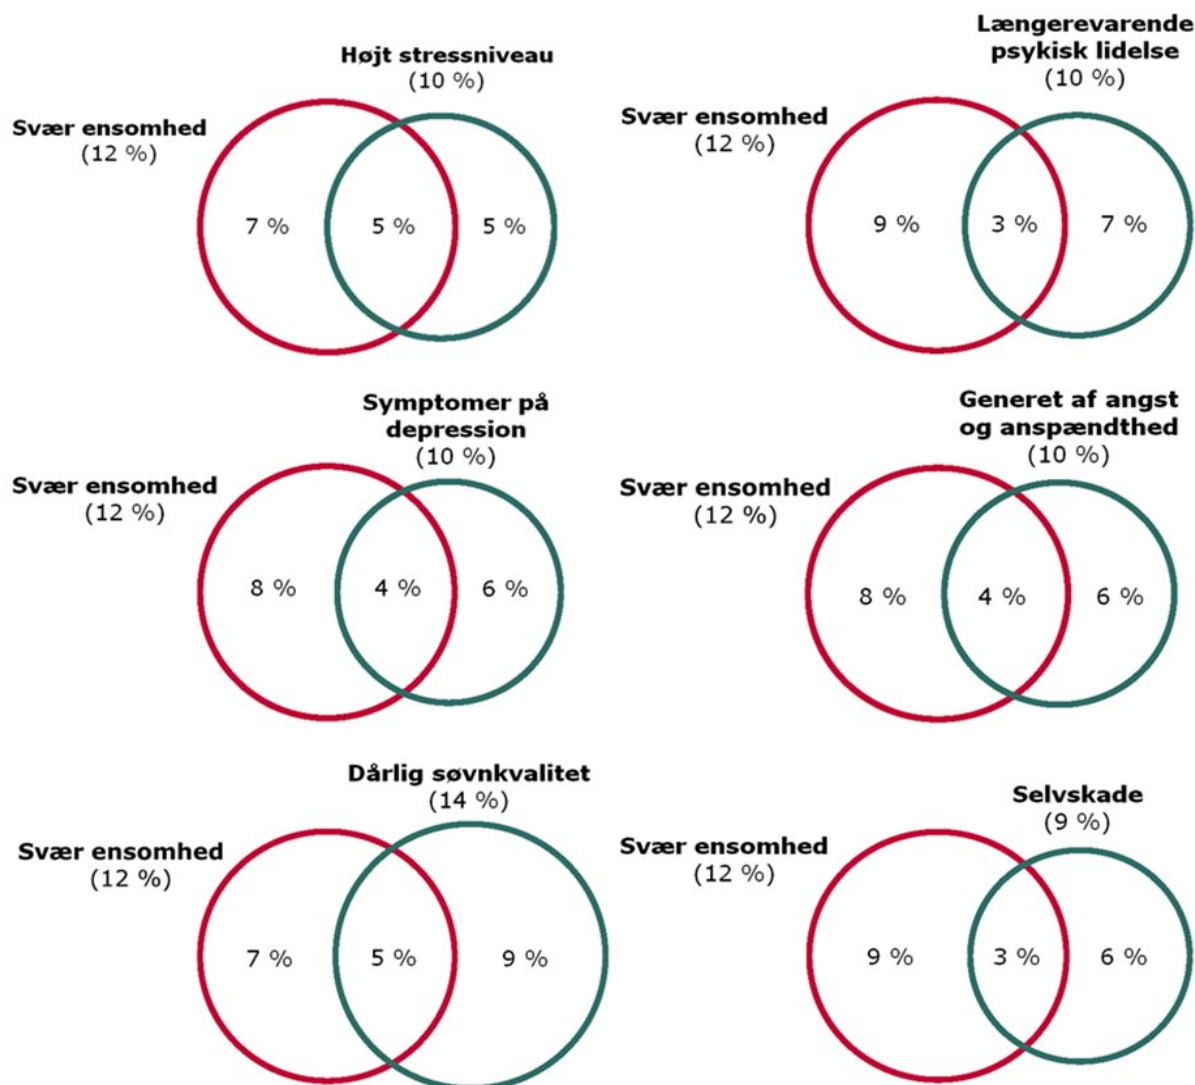 Højt stressniveau
(10 %)
Svær ensomhed
(12 %)
7 %
5 %
5 %
Længerevarende
psykisk lidelse
(10 %)
Svær ensomhed
(12 %)
9 %
3 %
7 %
Symptomer på
depression
(10 %)
Svær ensomhed
(12 %)
8 %
4 %
6 %
Generet af angst
og anspændthed
(10 %)
Svær ensomhed
(12 %)
8 %
4 %
6 %
Dårlig søvnkvalitet
(14 %)
Svær ensomhed
(12 %)
7 %
5 %
9 %
Selvskade
(9 %)
Svær ensomhed
(12 %)
9 %
3 %
6 %